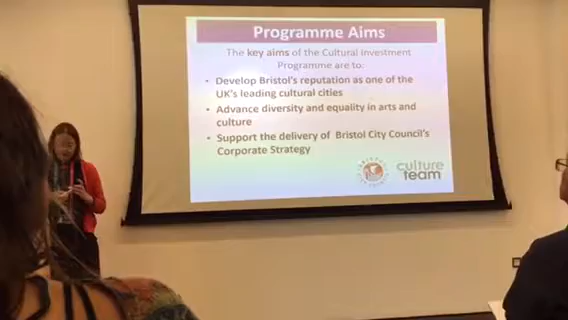 Programme Aims
The key aims of the Cultural Investment
Programme are to:
• Develop Bristol's reputation as one of the
UK's leading cultural cities
• Advance diversity and equality in arts and
culture
• Support the delivery of Bristol City Council's
Corporate Strategy
culture
team